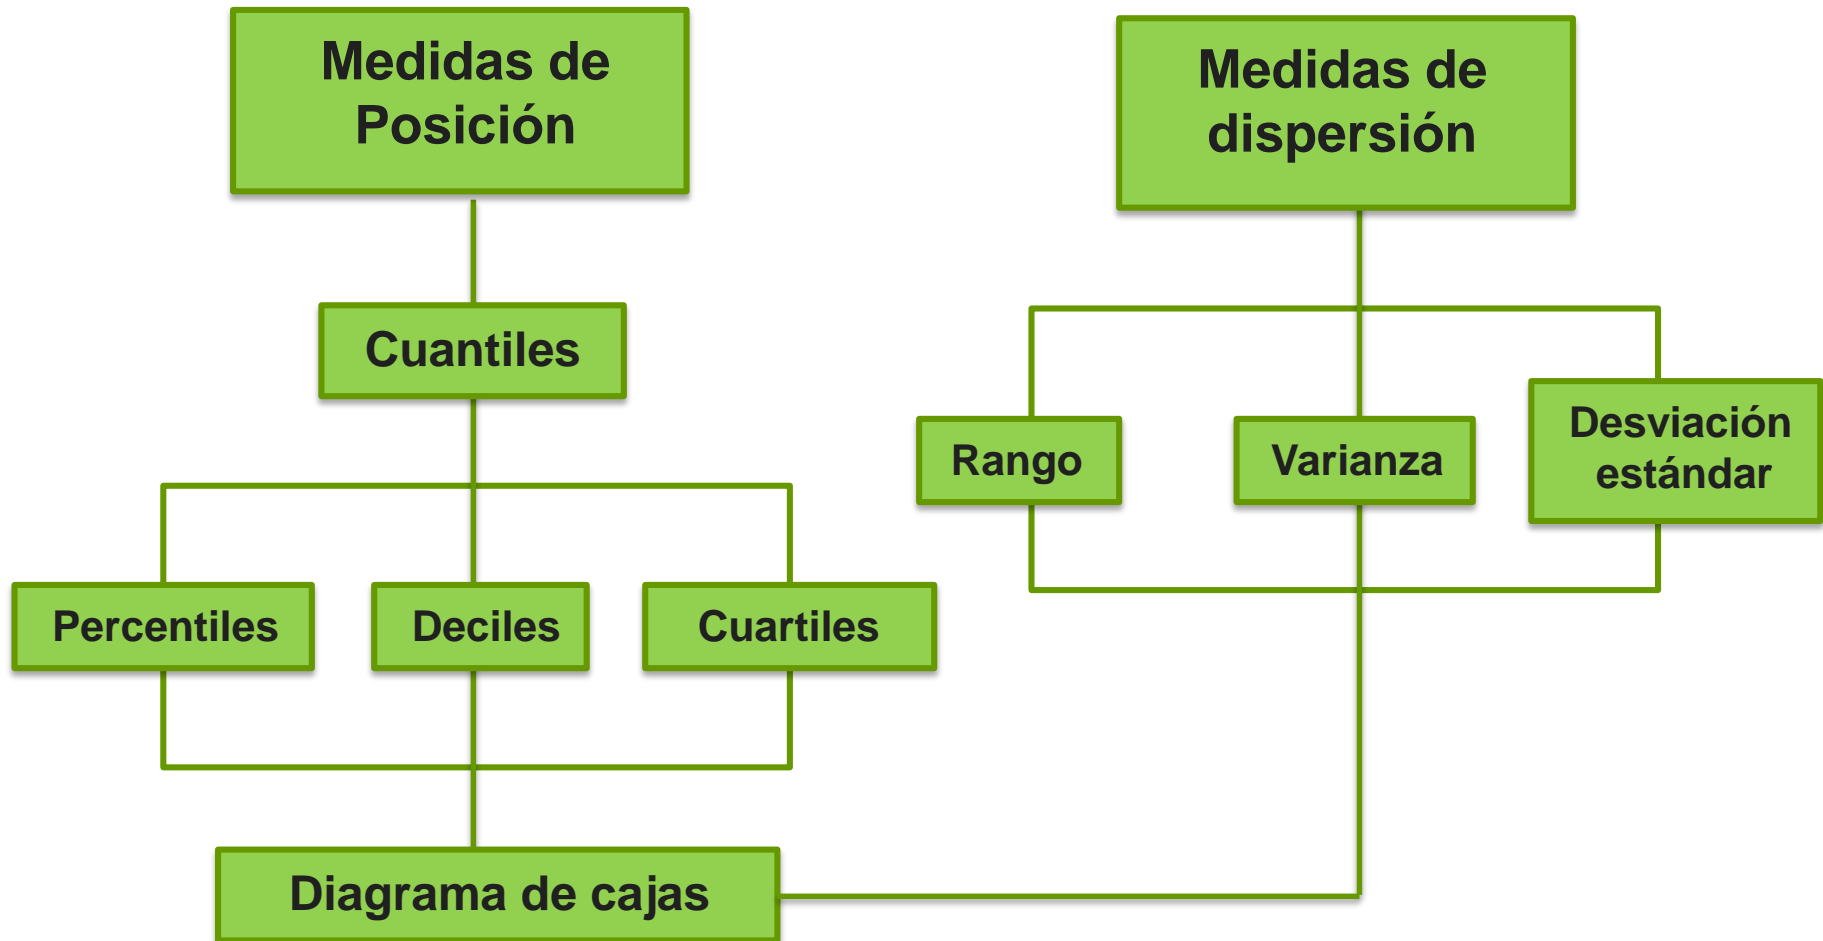 Medidas de
Posición
Medidas de
dispersión
Cuantiles
Rango
Varianza
Desviación
estándar
Percentiles
Deciles
Cuartiles
Diagrama de cajas